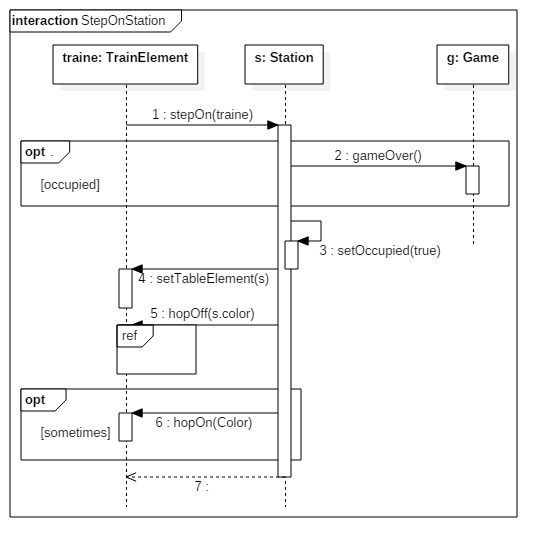 interaction StepOnStation
traine: TrainElement
s: Station
g: Game
1 : stepOn(traine)
opt .
2 : gameOver()
[occupied]
3 : setOccupied(true)
4 : setTableElement(s)
5 : hopOff(s.color)
ref
opt
6 : hopOn(Color)
[sometimes]
7 :